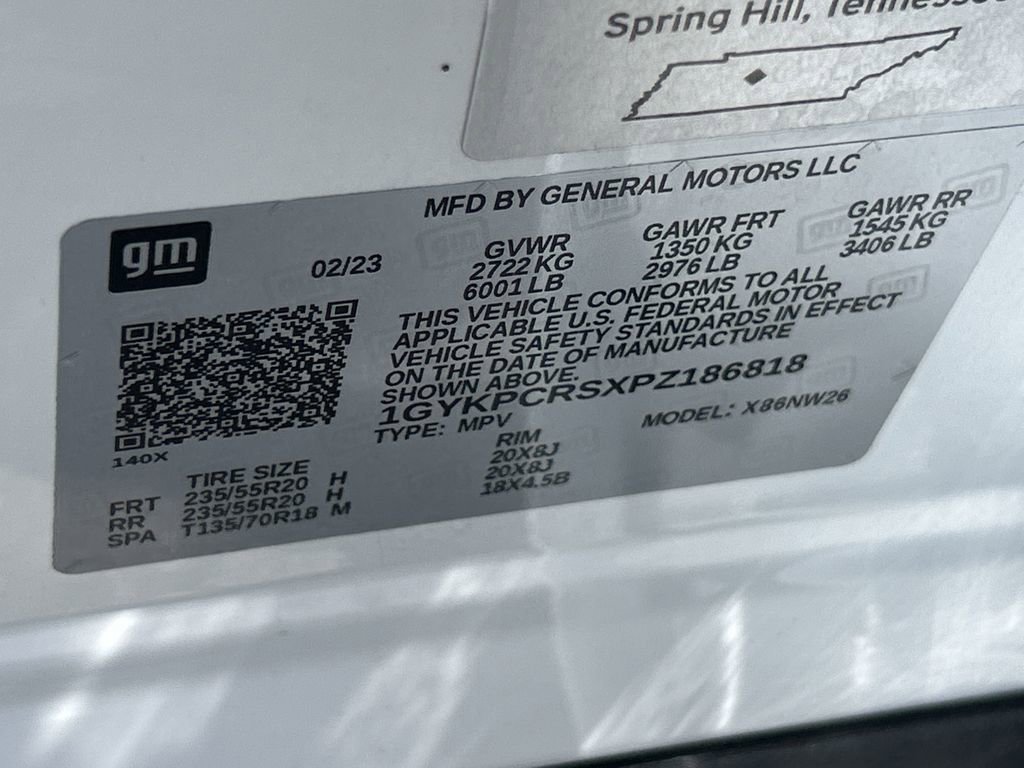 Spring Hill, Tennesse
MFD BY GENERAL MOTORS LLC
gm
02/23
GVWR
2722 KG
6001 LB
GAWR FRT
1350 KG
2976 LB
GAWR RR
1545 KG
3406 LB
THIS VEHICLE CONFORMS TO ALL
APPLICABLE U.S. FEDERAL MOTOR
VEHICLE SAFETY STANDARDS IN EFFECT
ON THE DATE OF MANUFACTURE
SHOWN ABOVE.
1GYKPCRSXPZ186818
TYPE: MPV
MODEL: X86NW26
140X
TIRE SIZE
RIM
FRT 235/55R20 H 20X8J
RR 235/55R20 H 20X8J
SPA T135/70R18 M 18X4.5B